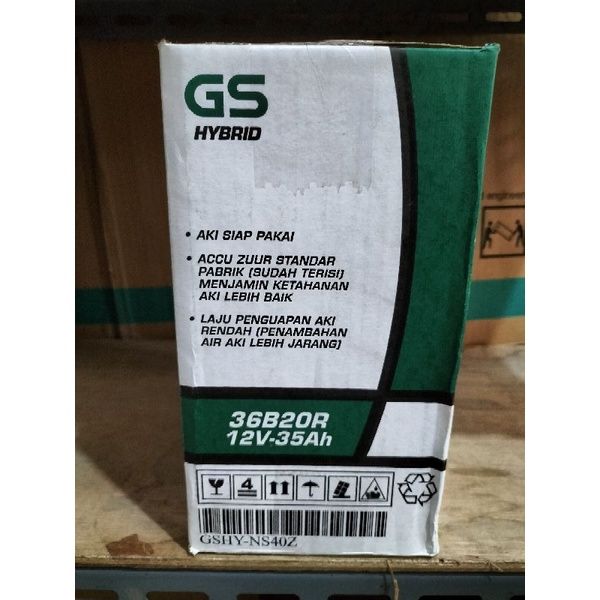 GS
HYBRID
• AKI SIAP PAKAI
• ACCU ZUUR STANDAR
PABRIK (SUDAH TERISI)
MENJAMIN KETAHANAN
AKI LEBIH BAIK
• LAJU PENGUAPAN AKI
RENDAH (PENAMBAHAN
AIR AKI LEBIH JARANG)
36B20R
12V-35Ah
4
GSHY-NS40Z